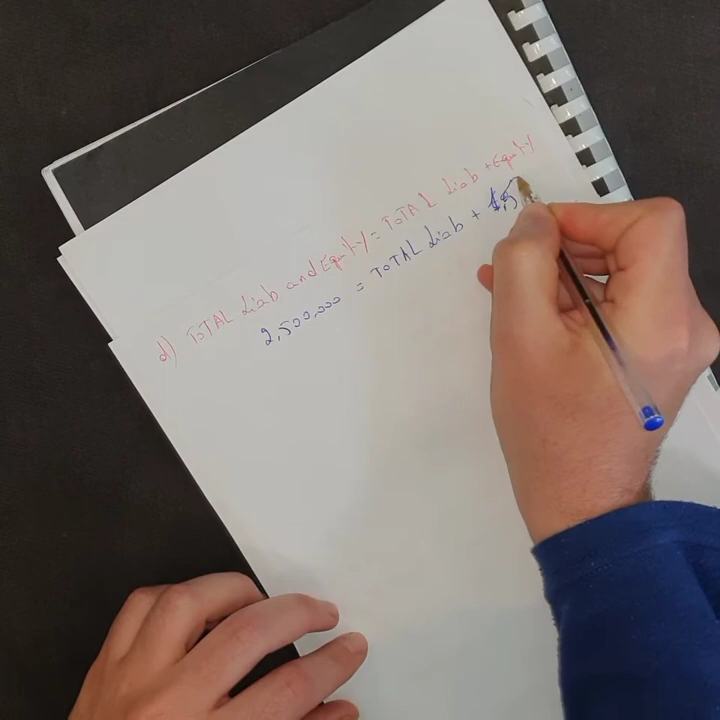 d) TOTAL Liab and Equity = TOTAL Liab + Equity
2,500,000 = TOTAL Liab +